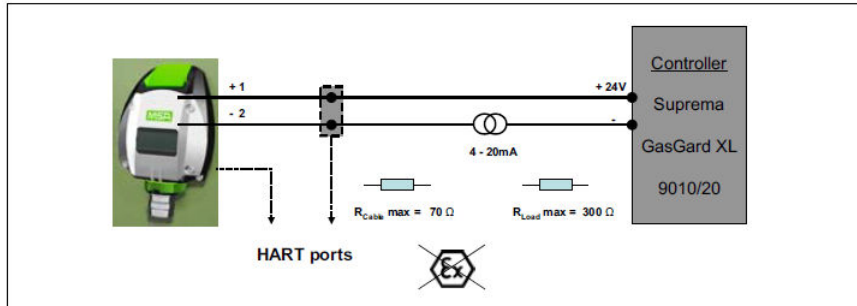 + 1
+ 24V
- 2
-
4 - 20mA
Controller
Suprema
GasGard XL
9010/20
MSA
R Cable max = 70 Ω
R Load max = 300 Ω
HART ports
Ex